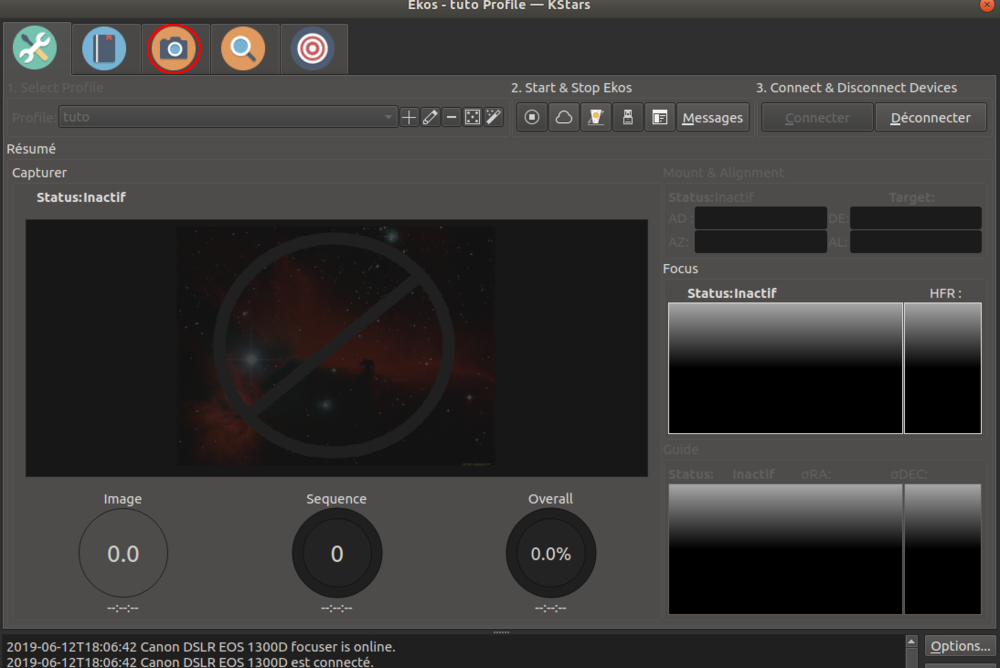 Ekos - tuto Profile — KStars
1. Select Profile
2. Start & Stop Ekos
3. Connect & Disconnect Devices
Profile: tuto
Messages
Connecter
Déconnecter
Résumé
Capturer
Mount & Alignment
Status:Inactif
Status:Inactif
Target:
AD :
DE:
AZ:
AL:
Focus
Status:Inactif
HFR :
Guide
Status: Inactif σRA: σDEC:
Image
Sequence
Overall
0.0
0
0.0%
--:--:--
--:--:--
--:--:--
2019-06-12T18:06:42 Canon DSLR EOS 1300D focuser is online.
2019-06-12T18:06:42 Canon DSLR EOS 1300D est connecté.
Options...